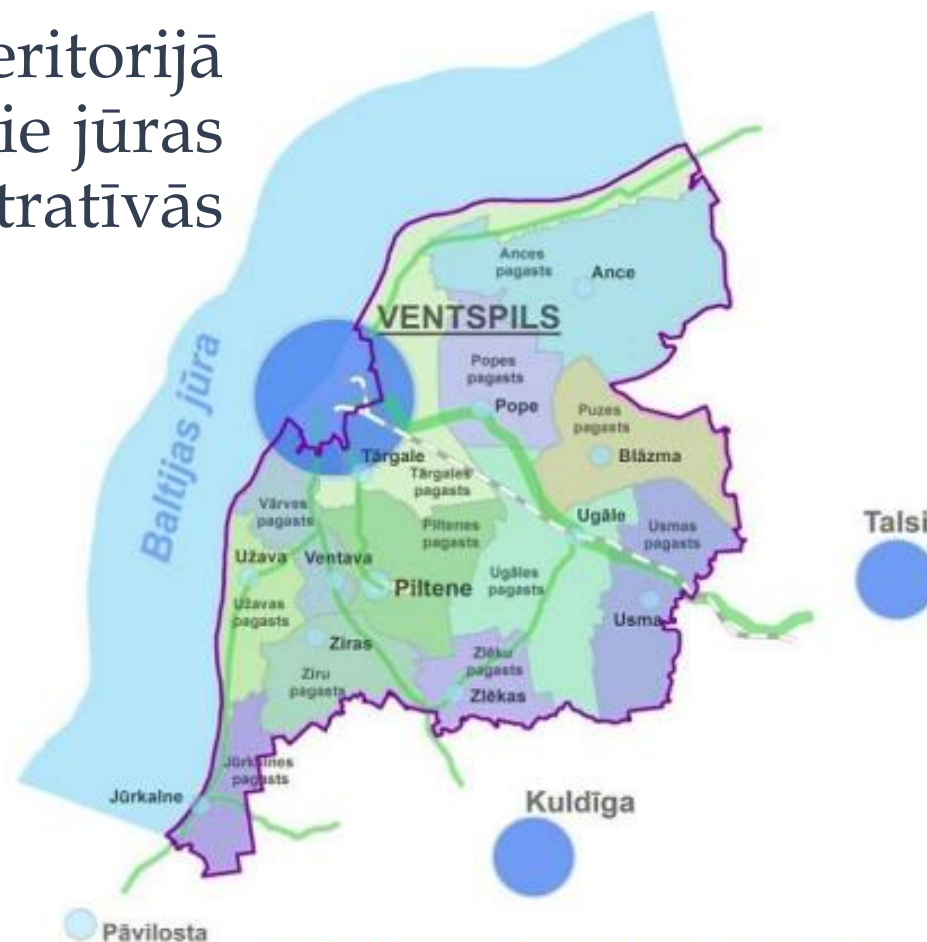 eritorijā
ie jūras
tratīvās
Ances
pagasts
Ance
VENTSPILS
Popes
pagasts
Pope
Puzes
pagasts
Blāzma
Baltijas jūra
Tārgale
Tārgales
pagasts
Vārves
pagasts
Piltenes
pagasts
Ugāle
Usmas
pagasts
Talsi
Užava
Ventava
Ugāles
pagasts
Piltene
Užavas
pagasts
Usma
Ziras
Zlēku
pagasts
Ziru
pagasts
Zlēkas
Jūrkalnes
pagasts
Jūrkalne
Kuldīga
Pāvilosta